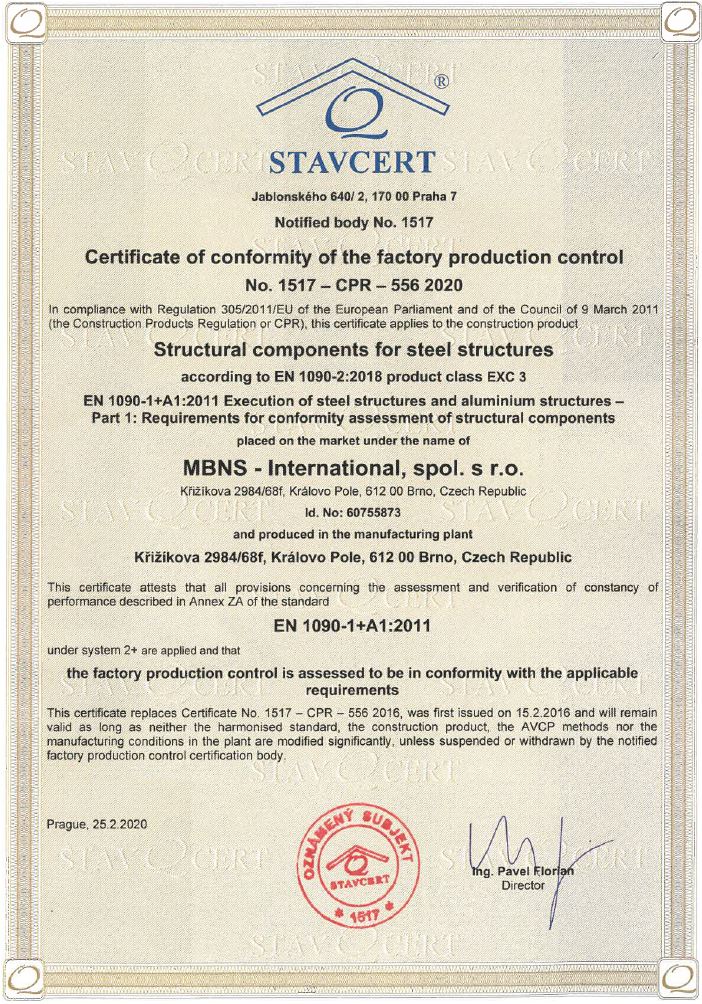 ®
STAVCERT
Jablonského 640/ 2, 170 00 Praha 7
Notified body No. 1517
Certificate of conformity of the factory production control
No. 1517 – CPR – 556 2020
In compliance with Regulation 305/2011/EU of the European Parliament and of the Council of 9 March 2011
(the Construction Products Regulation or CPR), this certificate applies to the construction product
Structural components for steel structures
according to EN 1090-2:2018 product class EXC 3
EN 1090-1+A1:2011 Execution of steel structures and aluminium structures –
Part 1: Requirements for conformity assessment of structural components
placed on the market under the name of
MBNS - International, spol. s r.o.
Křižíkova 2984/68f, Královo Pole, 612 00 Brno, Czech Republic
Id. No: 60755873
and produced in the manufacturing plant
Křižíkova 2984/68f, Královo Pole, 612 00 Brno, Czech Republic
This certificate attests that all provisions concerning the assessment and verification of constancy of
performance described in Annex ZA of the standard
EN 1090-1+A1:2011
under system 2+ are applied and that
the factory production control is assessed to be in conformity with the applicable
requirements
This certificate replaces Certificate No. 1517 – CPR – 556 2016, was first issued on 15.2.2016 and will remain
valid as long as neither the harmonised standard, the construction product, the AVCP methods nor the
manufacturing conditions in the plant are modified significantly, unless suspended or withdrawn by the notified
factory production control certification body.
Prague, 25.2.2020
OZNÁMENÝ SUBJEKT
STAVCERT
* 1517 *
Ing. Pavel Florian
Director